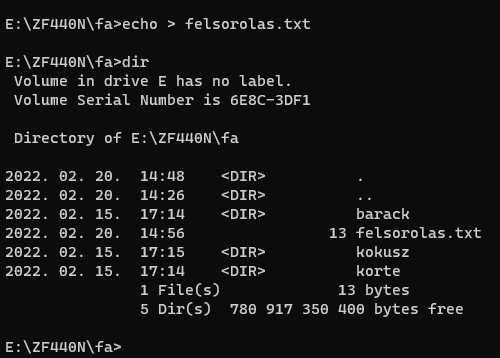 E:\ZF440N\fa>echo > felsorolas.txt
E:\ZF440N\fa>dir
Volume in drive E has no label.
Volume Serial Number is 6E8C-3DF1
Directory of E:\ZF440N\fa
2022. 02. 20.  14:48    <DIR>          .
2022. 02. 20.  14:26    <DIR>          ..
2022. 02. 15.  17:14    <DIR>          barack
2022. 02. 20.  14:56                13 felsorolas.txt
2022. 02. 15.  17:15    <DIR>          kokusz
2022. 02. 15.  17:14    <DIR>          korte
1 File(s)             13 bytes
5 Dir(s)  780 917 350 400 bytes free
E:\ZF440N\fa>